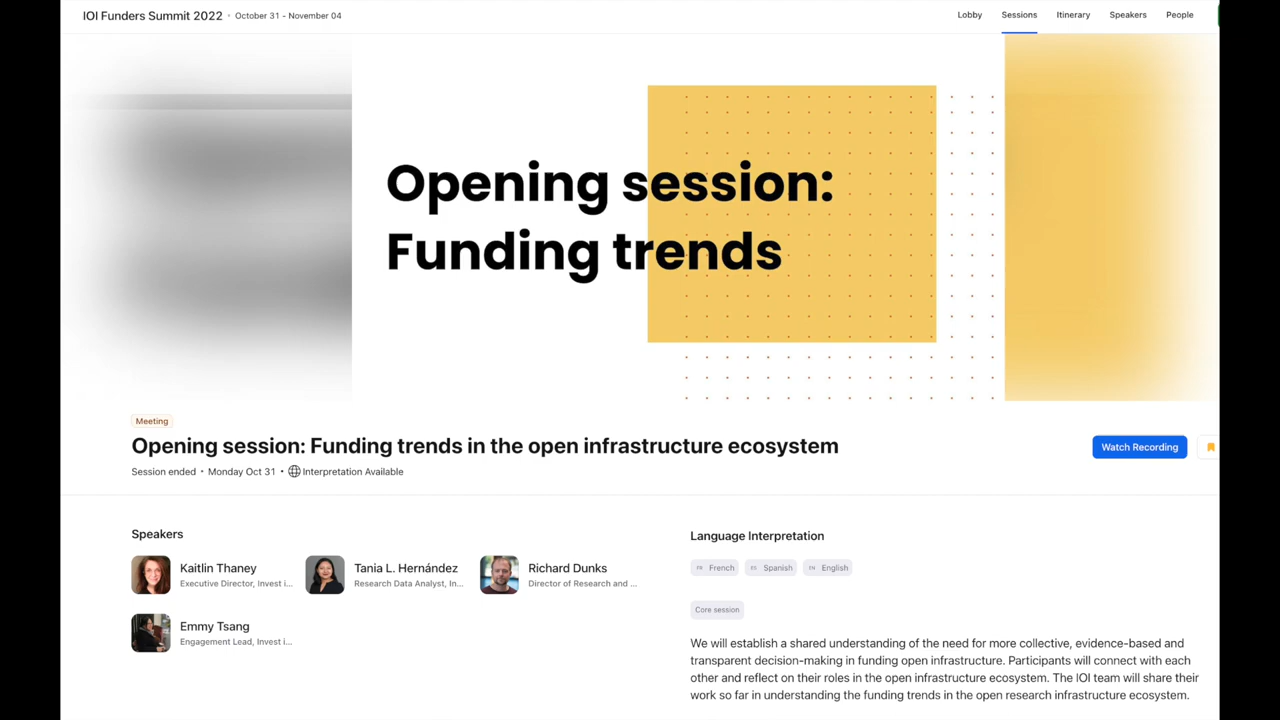 IOI Funders Summit 2022 • October 31 - November 04
Lobby Sessions Itinerary Speakers People
Opening session:
Funding trends
Meeting
Opening session: Funding trends in the open infrastructure ecosystem
Watch Recording
Session ended • Monday Oct 31 • Interpretation Available
Speakers
Kaitlin Thaney
Executive Director, Invest i...
Tania L. Hernández
Research Data Analyst, In...
Richard Dunks
Director of Research and ...
Emmy Tsang
Engagement Lead, Invest i...
Language Interpretation
FR French ES Spanish EN English
Core session
We will establish a shared understanding of the need for more collective, evidence-based and
transparent decision-making in funding open infrastructure. Participants will connect with each
other and reflect on their roles in the open infrastructure ecosystem. The IOI team will share their
work so far in understanding the funding trends in the open research infrastructure ecosystem.